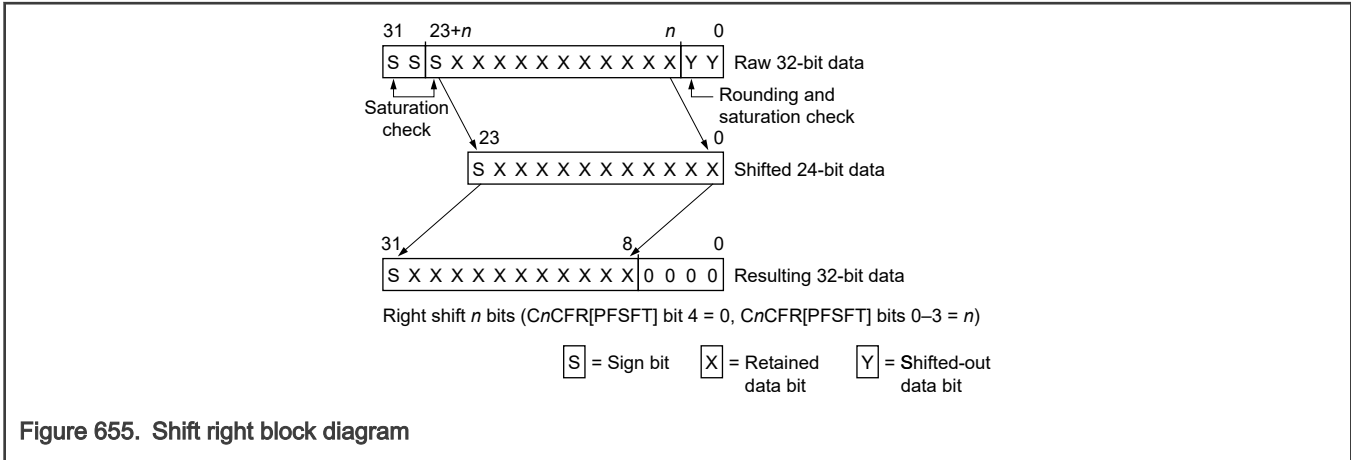 31 23+n n 0
S S S X X X X X X X X X X X Y Y Raw 32-bit data
Saturation check
Rounding and
saturation check
23 0
S X X X X X X X X X X X Shifted 24-bit data
31 8 0
S X X X X X X X X X X X 0 0 0 0 Resulting 32-bit data
Right shift n bits (CnCFR[PFSFT] bit 4 = 0, CnCFR[PFSFT] bits 0–3 = n)
S = Sign bit X = Retained data bit Y = Shifted-out data bit
Figure 655. Shift right block diagram